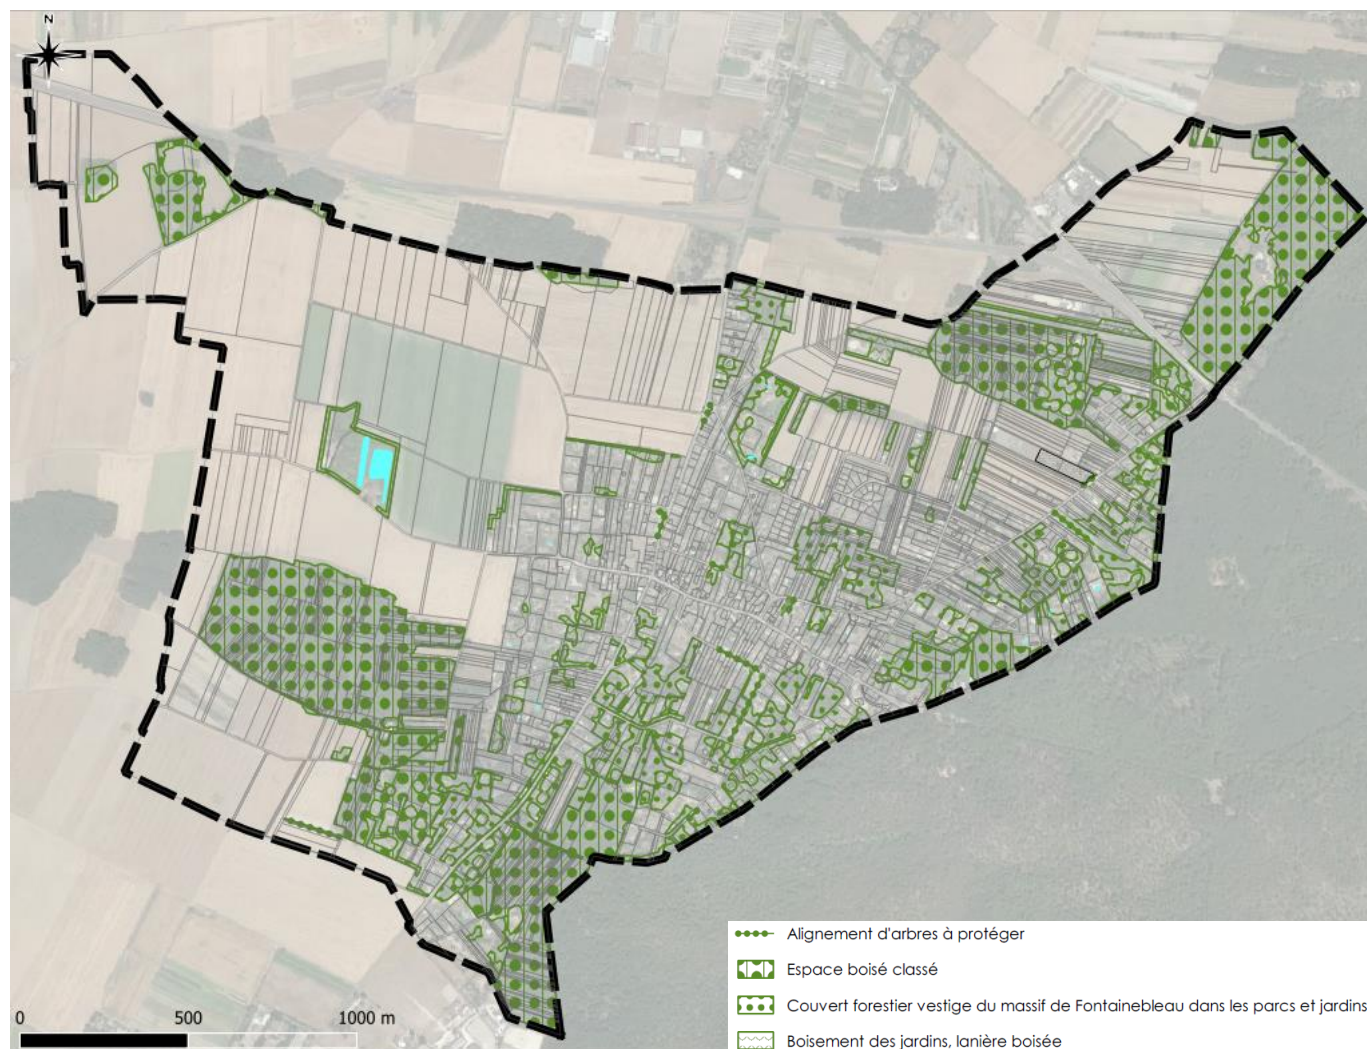 N
0 500 1000 m
Alignement d'arbres à protéger
Espace boisé classé
Couvert forestier vestige du massif de Fontainebleau dans les parcs et jardins
Boisement des jardins, lanière boisée